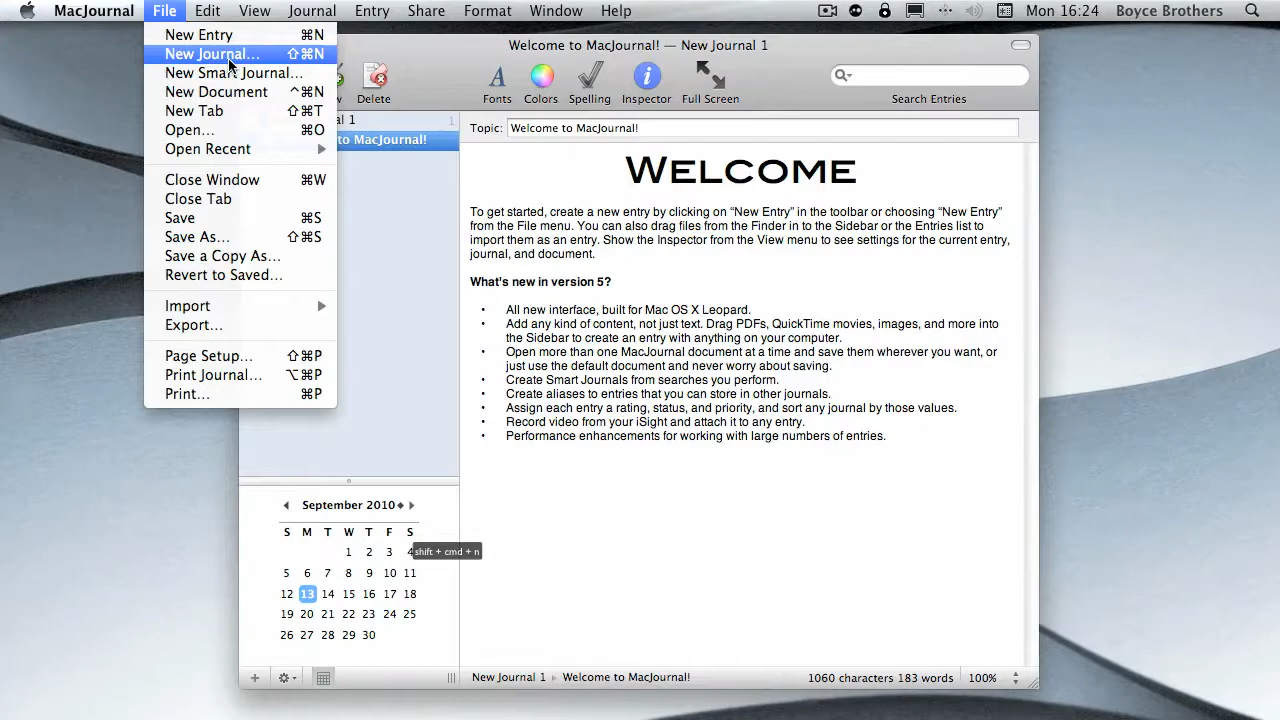 MacJournal File Edit View Journal Entry Share Format Window Help Mon 16:24 Boyce Brothers
New Entry ⌘N
New Journal... ⇧⌘N
New Smart Journal...
New Document ^⌘N
New Tab ⇧⌘T
Open... ⌘O
Open Recent
Close Window ⌘W
Close Tab
Save ⌘S
Save As... ⇧⌘S
Save a Copy As...
Revert to Saved...
Import
Export...
Page Setup... ⇧⌘P
Print Journal... ⌥⌘P
Print... ⌘P
Welcome to MacJournal! — New Journal 1
Delete Fonts Colors Spelling Inspector Full Screen Search Entries
1 1
to MacJournal!
Topic: Welcome to MacJournal!
WELCOME
To get started, create a new entry by clicking on “New Entry” in the toolbar or choosing “New Entry”
from the File menu. You can also drag files from the Finder in to the Sidebar or the Entries list to
import them as an entry. Show the Inspector from the View menu to see settings for the current entry,
journal, and document.
What's new in version 5?
• All new interface, built for Mac OS X Leopard.
• Add any kind of content, not just text. Drag PDFs, QuickTime movies, images, and more into
the Sidebar to create an entry with anything on your computer.
• Open more than one MacJournal document at a time and save them wherever you want, or
just use the default document and never worry about saving.
• Create Smart Journals from searches you perform.
• Create aliases to entries that you can store in other journals.
• Assign each entry a rating, status, and priority, and sort any journal by those values.
• Record video from your iSight and attach it to any entry.
• Performance enhancements for working with large numbers of entries.
September 2010
S M T W T F S
1 2 3 4
shift + cmd + n
5 6 7 8 9 10 11
12 13 14 15 16 17 18
19 20 21 22 23 24 25
26 27 28 29 30
New Journal 1 ▸ Welcome to MacJournal! 1060 characters 183 words 100%